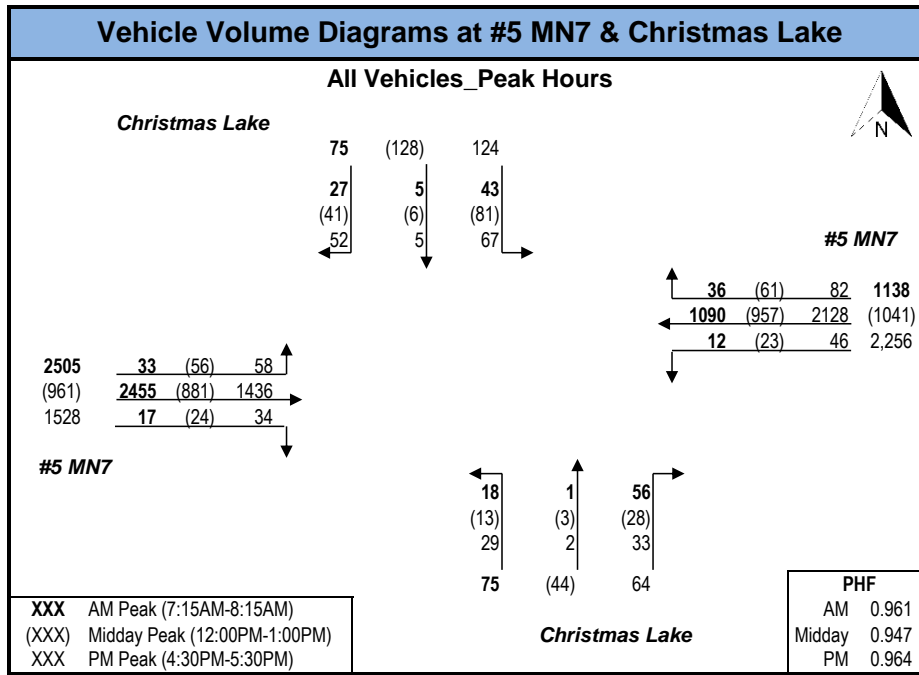 Vehicle Volume Diagrams at #5 MN7 & Christmas Lake
All Vehicles_Peak Hours
N
Christmas Lake
75 (128) 124
27 5 43
(41) (6) (81)
52 5 67
#5 MN7
36 (61) 82 1138
1090 (957) 2128 (1041)
12 (23) 46 2,256
2505 33 (56) 58
(961) 2455 (881) 1436
1528 17 (24) 34
#5 MN7
18 1 56
(13) (3) (28)
29 2 33
75 (44) 64
Christmas Lake
XXX AM Peak (7:15AM-8:15AM)
(XXX) Midday Peak (12:00PM-1:00PM)
XXX PM Peak (4:30PM-5:30PM)
PHF
AM 0.961
Midday 0.947
PM 0.964